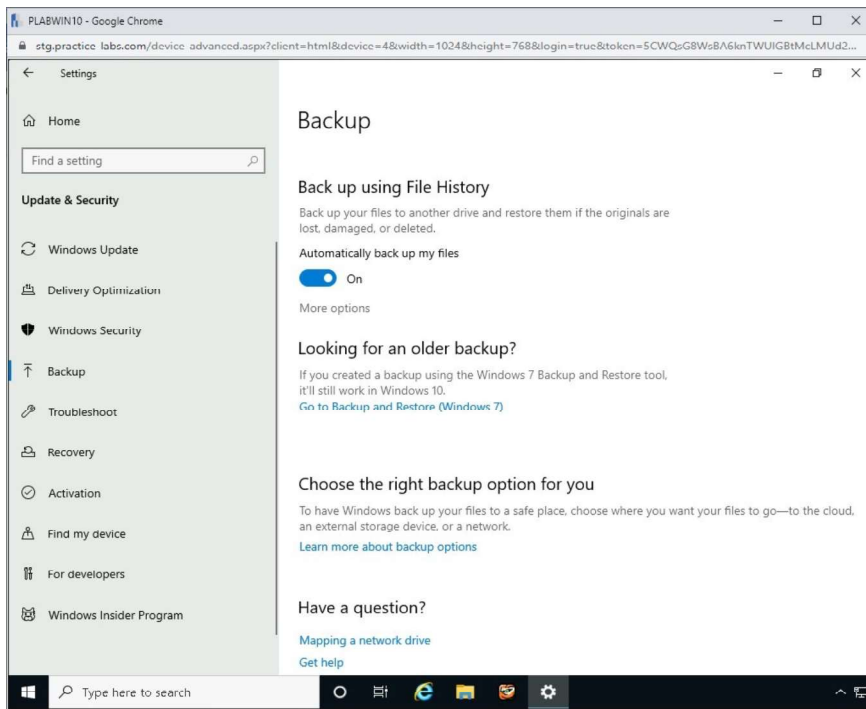 PLABWIN10 - Google Chrome
stg.practice-labs.com/device-advanced.aspx?client=html&device=4&width=1024&height=768&login=true&token=
Settings
Home
Find a setting
Update & Security
Windows Update
Delivery Optimization
Windows Security
Backup
Troubleshoot
Recovery
Activation
Find my device
For developers
Windows Insider Program
Backup
Back up using File History
Back up your files to another drive and restore them if the originals are
lost, damaged, or deleted.
Automatically back up my files
On
More options
Looking for an older backup?
If you created a backup using the Windows 7 Backup and Restore tool,
it'll still work in Windows 10.
Go to Backup and Restore (Windows 7)
Choose the right backup option for you
To have Windows back up your files to a safe place, choose where you want your files to go—to the cloud,
an external storage device, or a network.
Learn more about backup options
Have a question?
Mapping a network drive
Get help
Type here to search